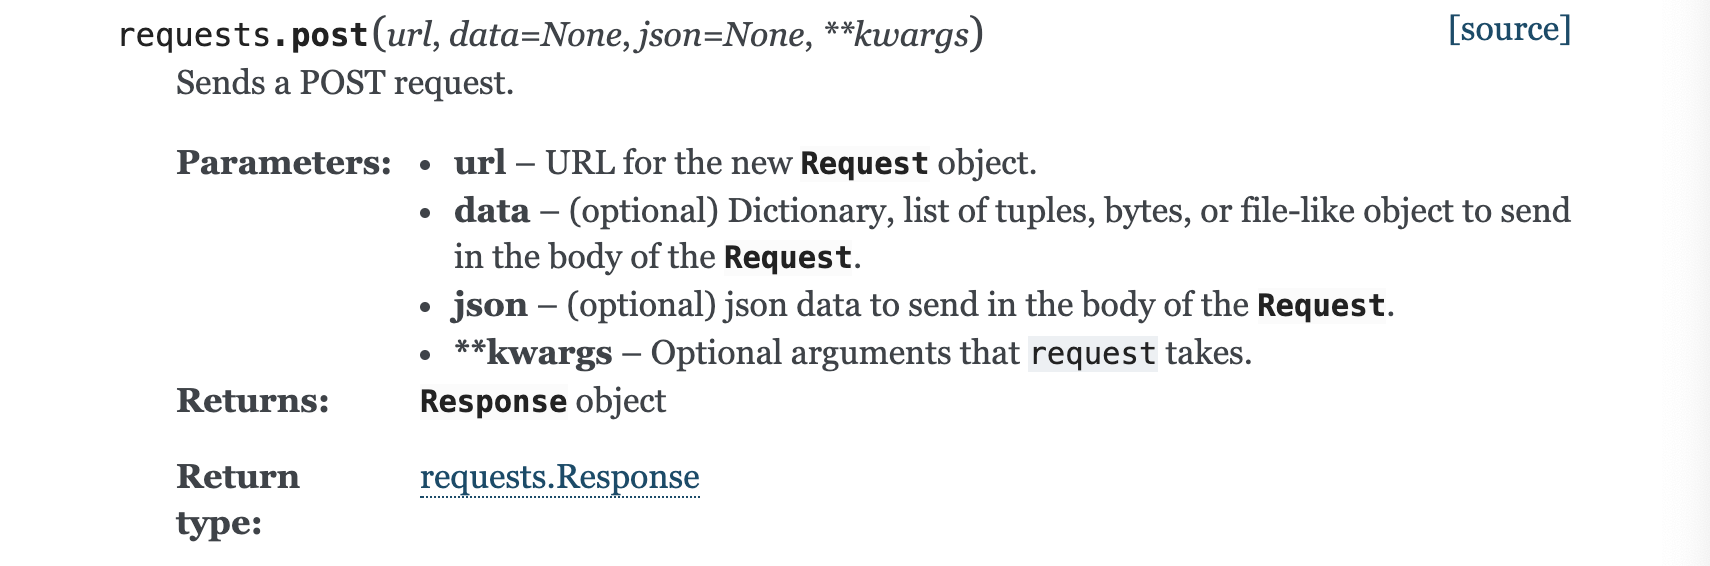 requests.post(url, data=None, json=None, **kwargs) [source]
Sends a POST request.
Parameters: • url – URL for the new Request object.
• data – (optional) Dictionary, list of tuples, bytes, or file-like object to send
in the body of the Request.
• json – (optional) json data to send in the body of the Request.
• **kwargs – Optional arguments that request takes.
Returns: Response object
Return requests.Response
type: